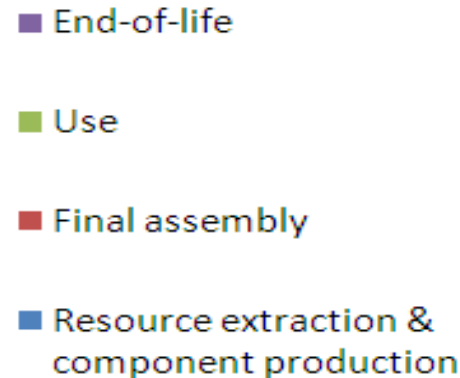 End-of-life
Use
Final assembly
Resource extraction &
component production